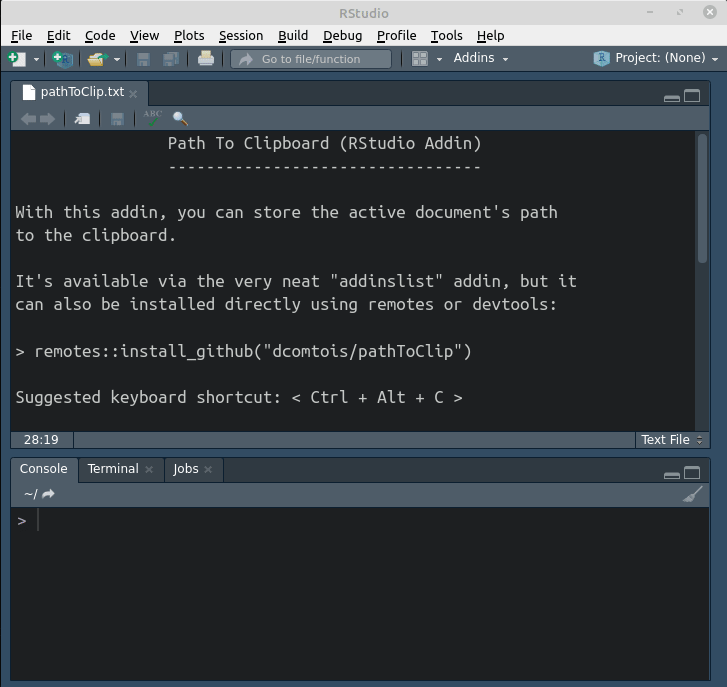 RStudio
File Edit Code View Plots Session Build Debug Profile Tools Help
Go to file/function Addins Project: (None)
pathToClip.txt
ABC
Path To Clipboard (RStudio Addin)
---------------------------------
With this addin, you can store the active document's path
to the clipboard.
It's available via the very neat "addinslist" addin, but it
can also be installed directly using remotes or devtools:
> remotes::install_github("dcomtois/pathToClip")
Suggested keyboard shortcut: < Ctrl + Alt + C >
28:19 Text File
Console Terminal Jobs
~/
>